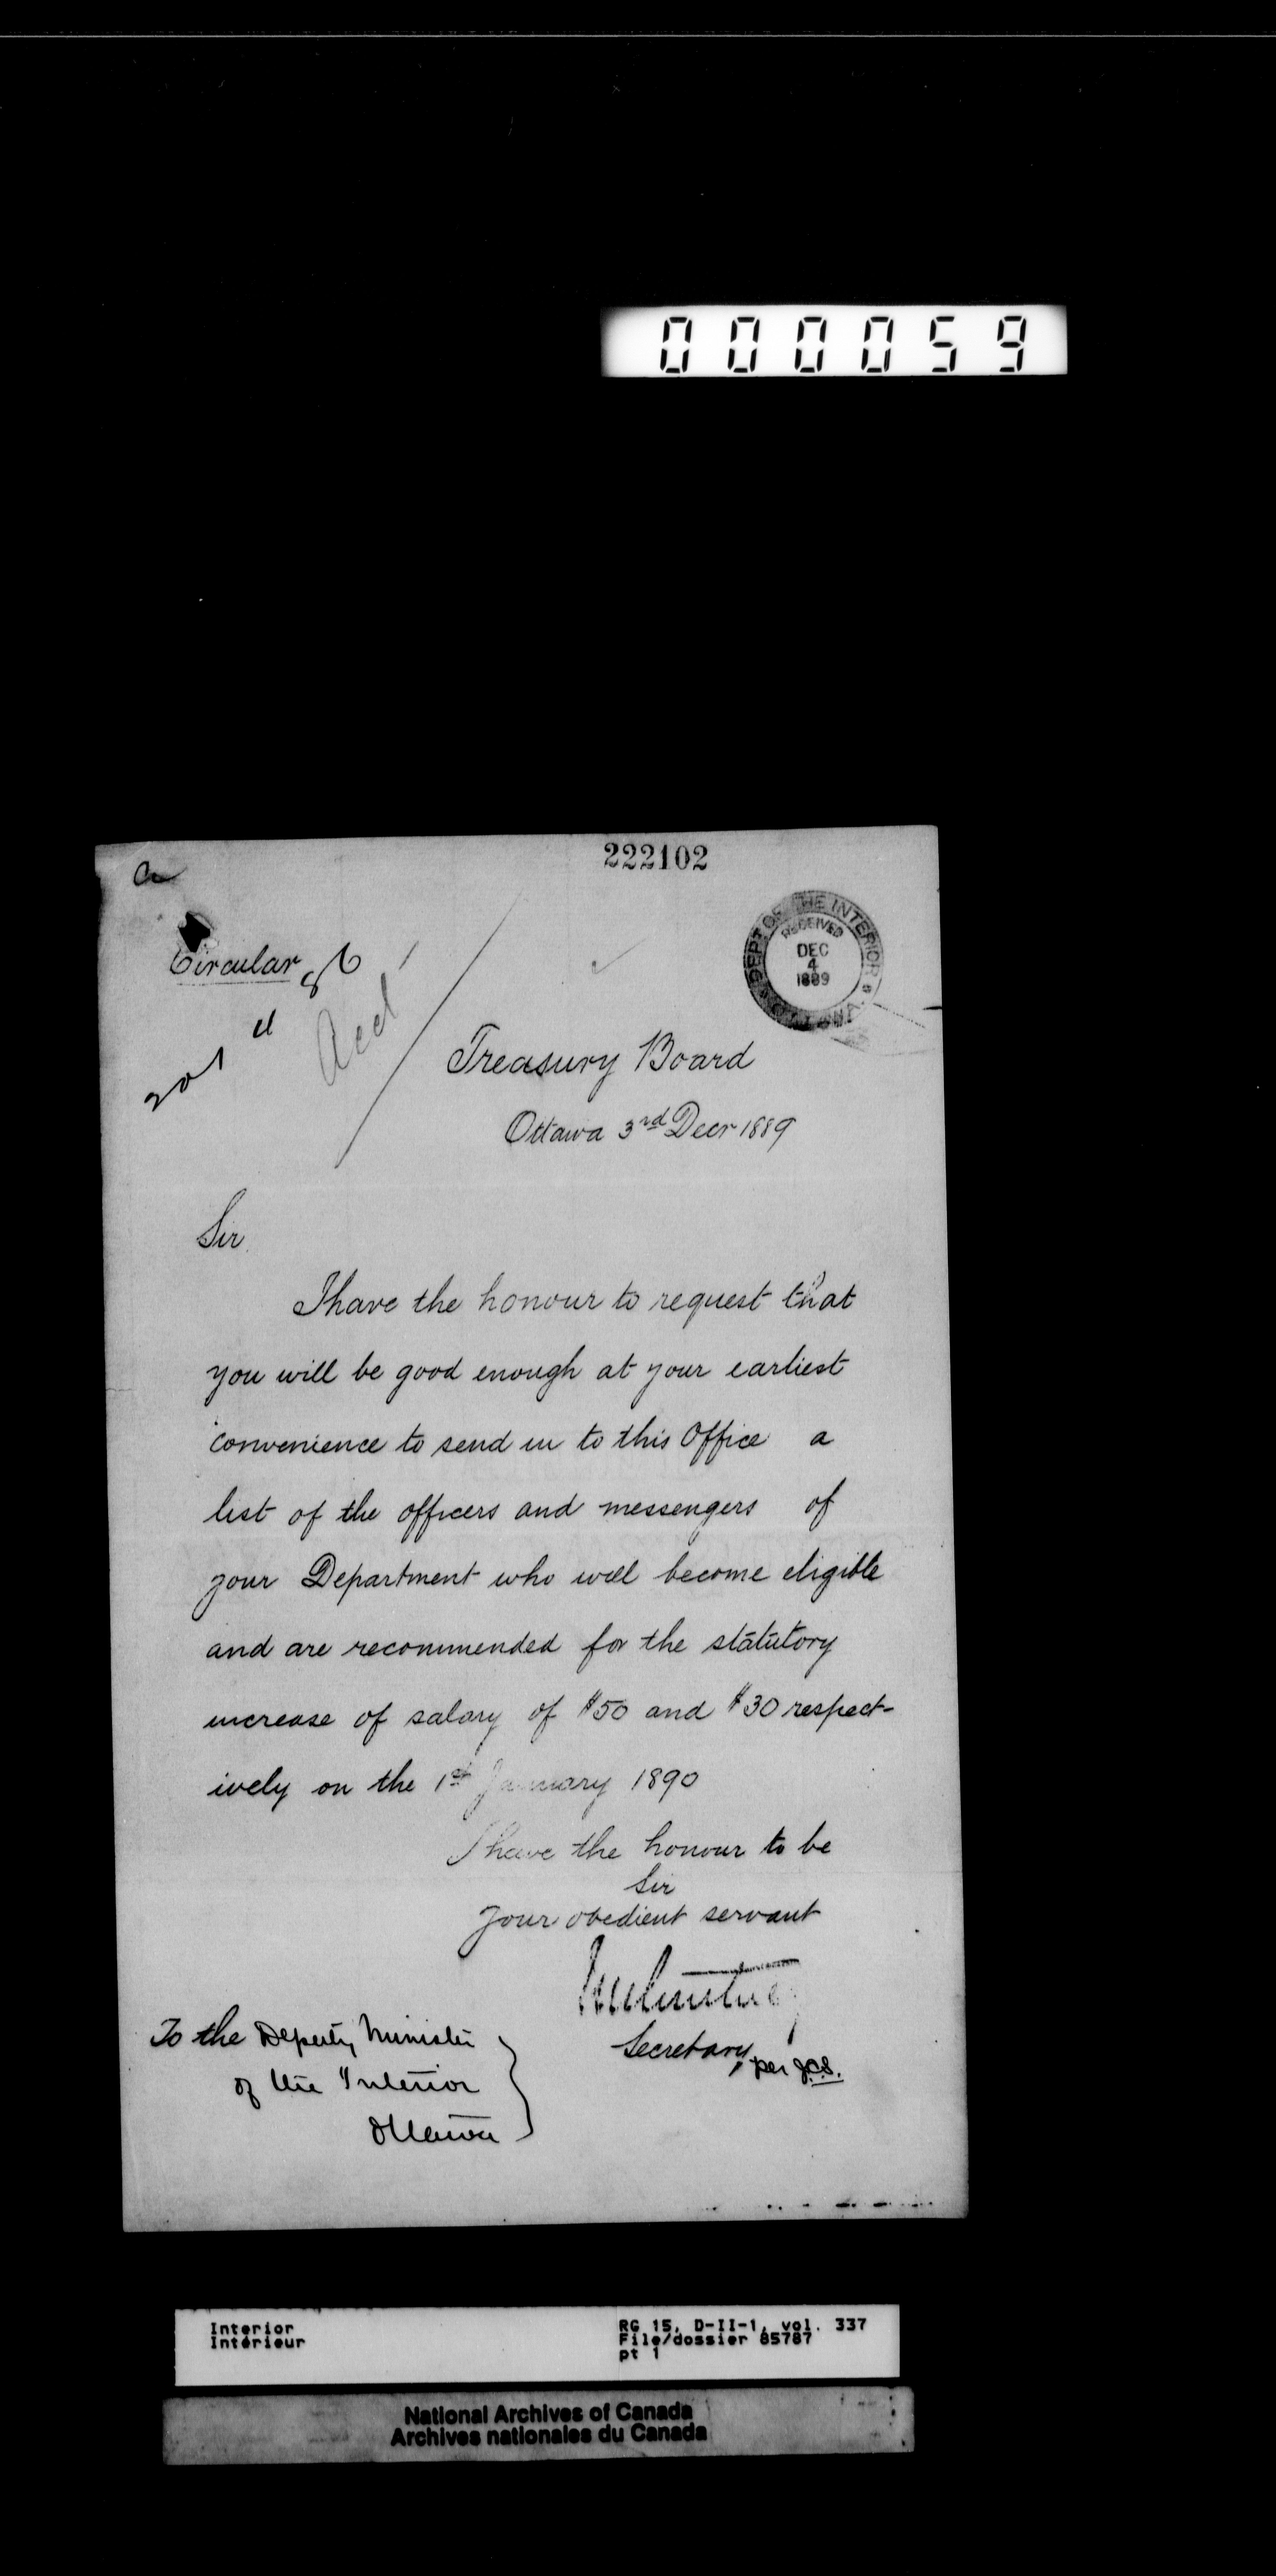 000059
222102
Circular
DEPT OF THE INTERIOR
RECEIVED
DEC
4
1889
OTTAWA
Accl
Treasury Board
Ottawa 3rd Decr 1889
Sir
I have the honour to request that
you will be good enough at your earliest
convenience to send in to this Office a
list of the officers and messengers of
your Department who will become eligible
and are recommended for the statutory
increase of salary of $50 and $30 respect-
ively on the 1st January 1890
I have the honour to be
Sir
Your obedient servant
Secretary
per J.C.S.
To the Deputy Minister
of the Interior
Ottawa
Interior
Intérieur
RG 15, D-II-1, vol. 337
File/dossier 85787
pt 1
National Archives of Canada
Archives nationales du Canada